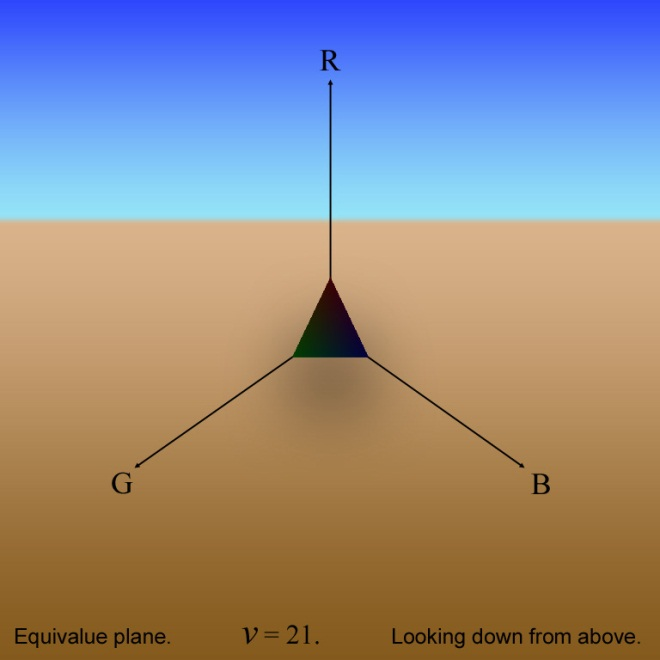 R
G
B
Equivalue plane. v = 21. Looking down from above.